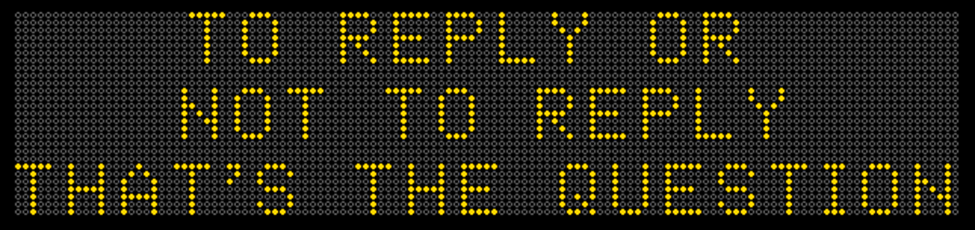 TO REPLY OR
NOT TO REPLY
THAT'S THE QUESTION